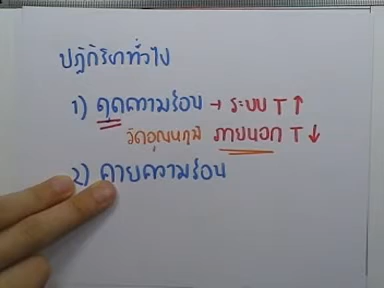 ปฏิกิริยาทั่วไป
1) ดูดความร้อน → ระบบ T ↑
วัดอุณหภูมิ ภายนอก T ↓
2) คายความร้อน